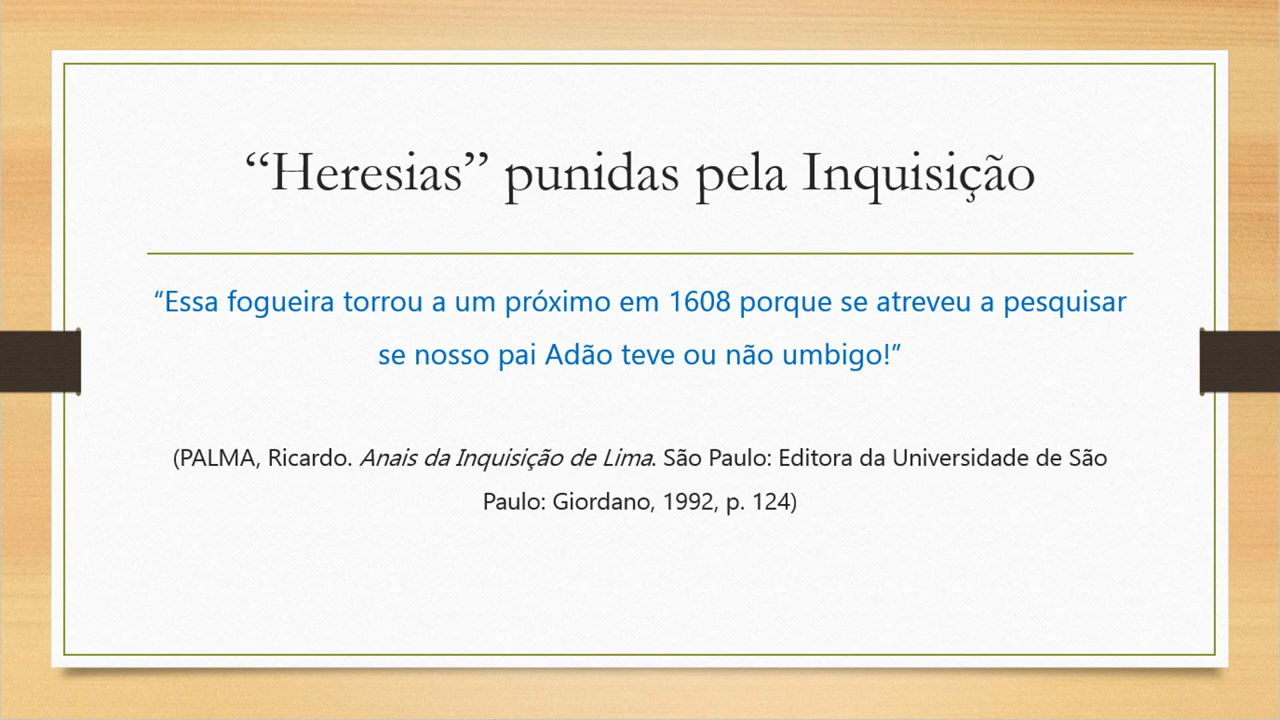 “Heresias” punidas pela Inquisição
“Essa fogueira torrou a um próximo em 1608 porque se atreveu a pesquisar
se nosso pai Adão teve ou não umbigo!”
(PALMA, Ricardo. Anais da Inquisição de Lima. São Paulo: Editora da Universidade de São
Paulo: Giordano, 1992, p. 124)